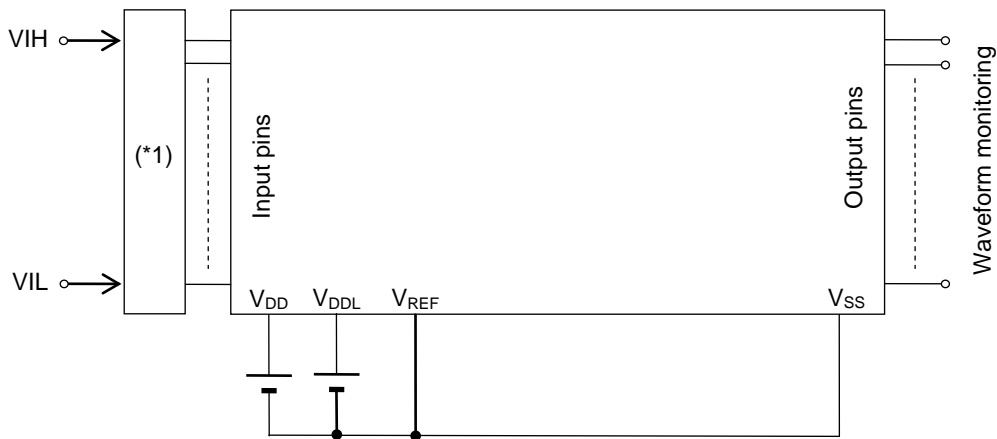 VIH
(*1)
VIL
Input pins
Output pins
Waveform monitoring
VDD VDDL VREF VSS